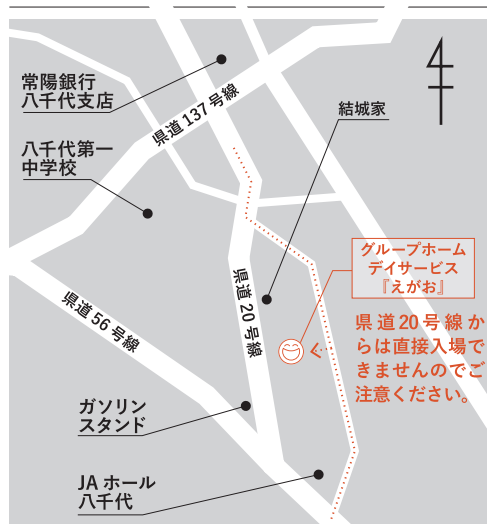 常陽銀行
八千代支店
県道137号線
結城家
八千代第一
中学校
グループホーム
デイサービス
『えがお』
県道20号線
県道56号線
県道20号線か
らは直接入場で
きませんのでご
注意ください。
ガソリン
スタンド
JAホール
八千代